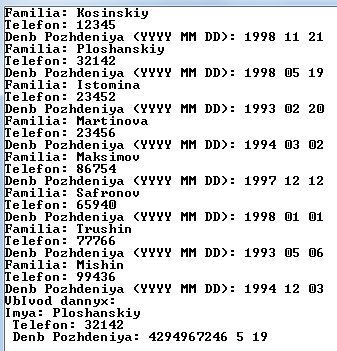 Familia: Kosinskiy
Telefon: 12345
Denb Pozhdeniya (YYYY MM DD): 1998 11 21
Familia: Ploshanskiy
Telefon: 32142
Denb Pozhdeniya (YYYY MM DD): 1998 05 19
Familia: Istomina
Telefon: 23452
Denb Pozhdeniya (YYYY MM DD): 1993 02 20
Familia: Martinova
Telefon: 23456
Denb Pozhdeniya (YYYY MM DD): 1994 03 02
Familia: Maksimov
Telefon: 86754
Denb Pozhdeniya (YYYY MM DD): 1997 12 12
Familia: Safronov
Telefon: 65940
Denb Pozhdeniya (YYYY MM DD): 1998 01 01
Familia: Trushin
Telefon: 77766
Denb Pozhdeniya (YYYY MM DD): 1993 05 06
Familia: Mishin
Telefon: 99436
Denb Pozhdeniya (YYYY MM DD): 1994 12 03
VbIvod dannyx:
Imya: Ploshanskiy
Telefon: 32142
Denb Pozhdeniya: 4294967246 5 19